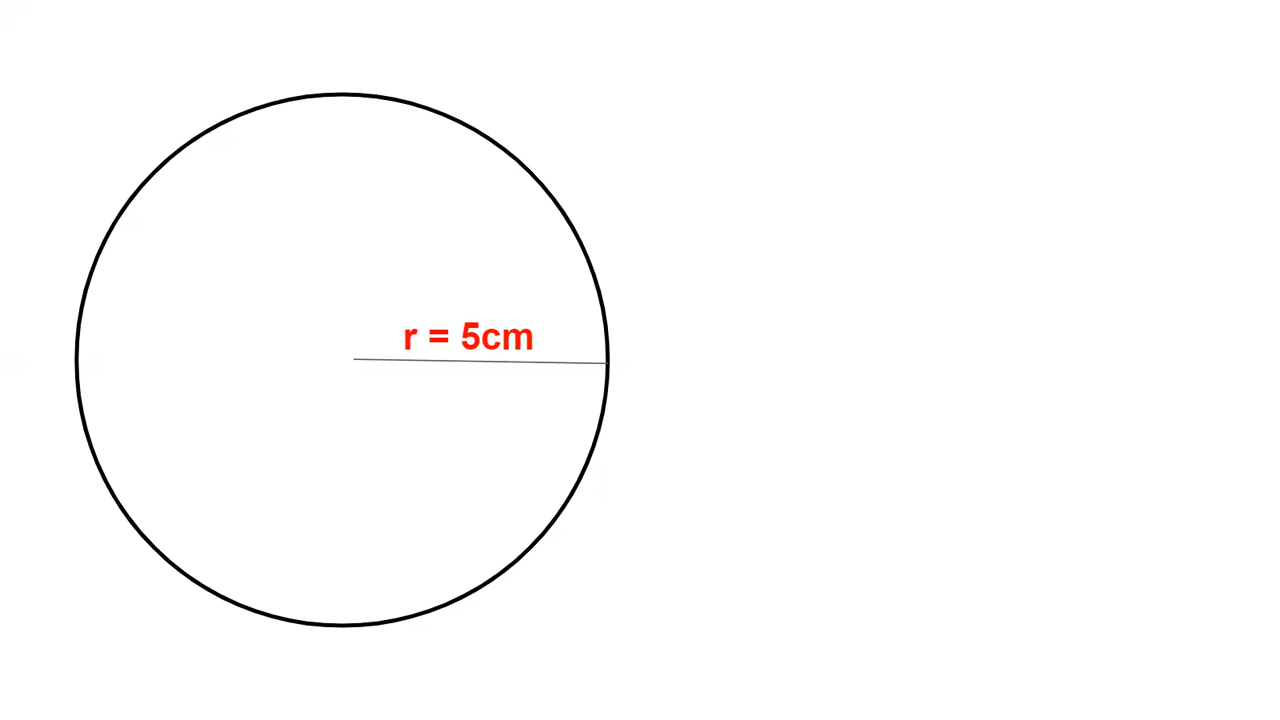 r = 5cm